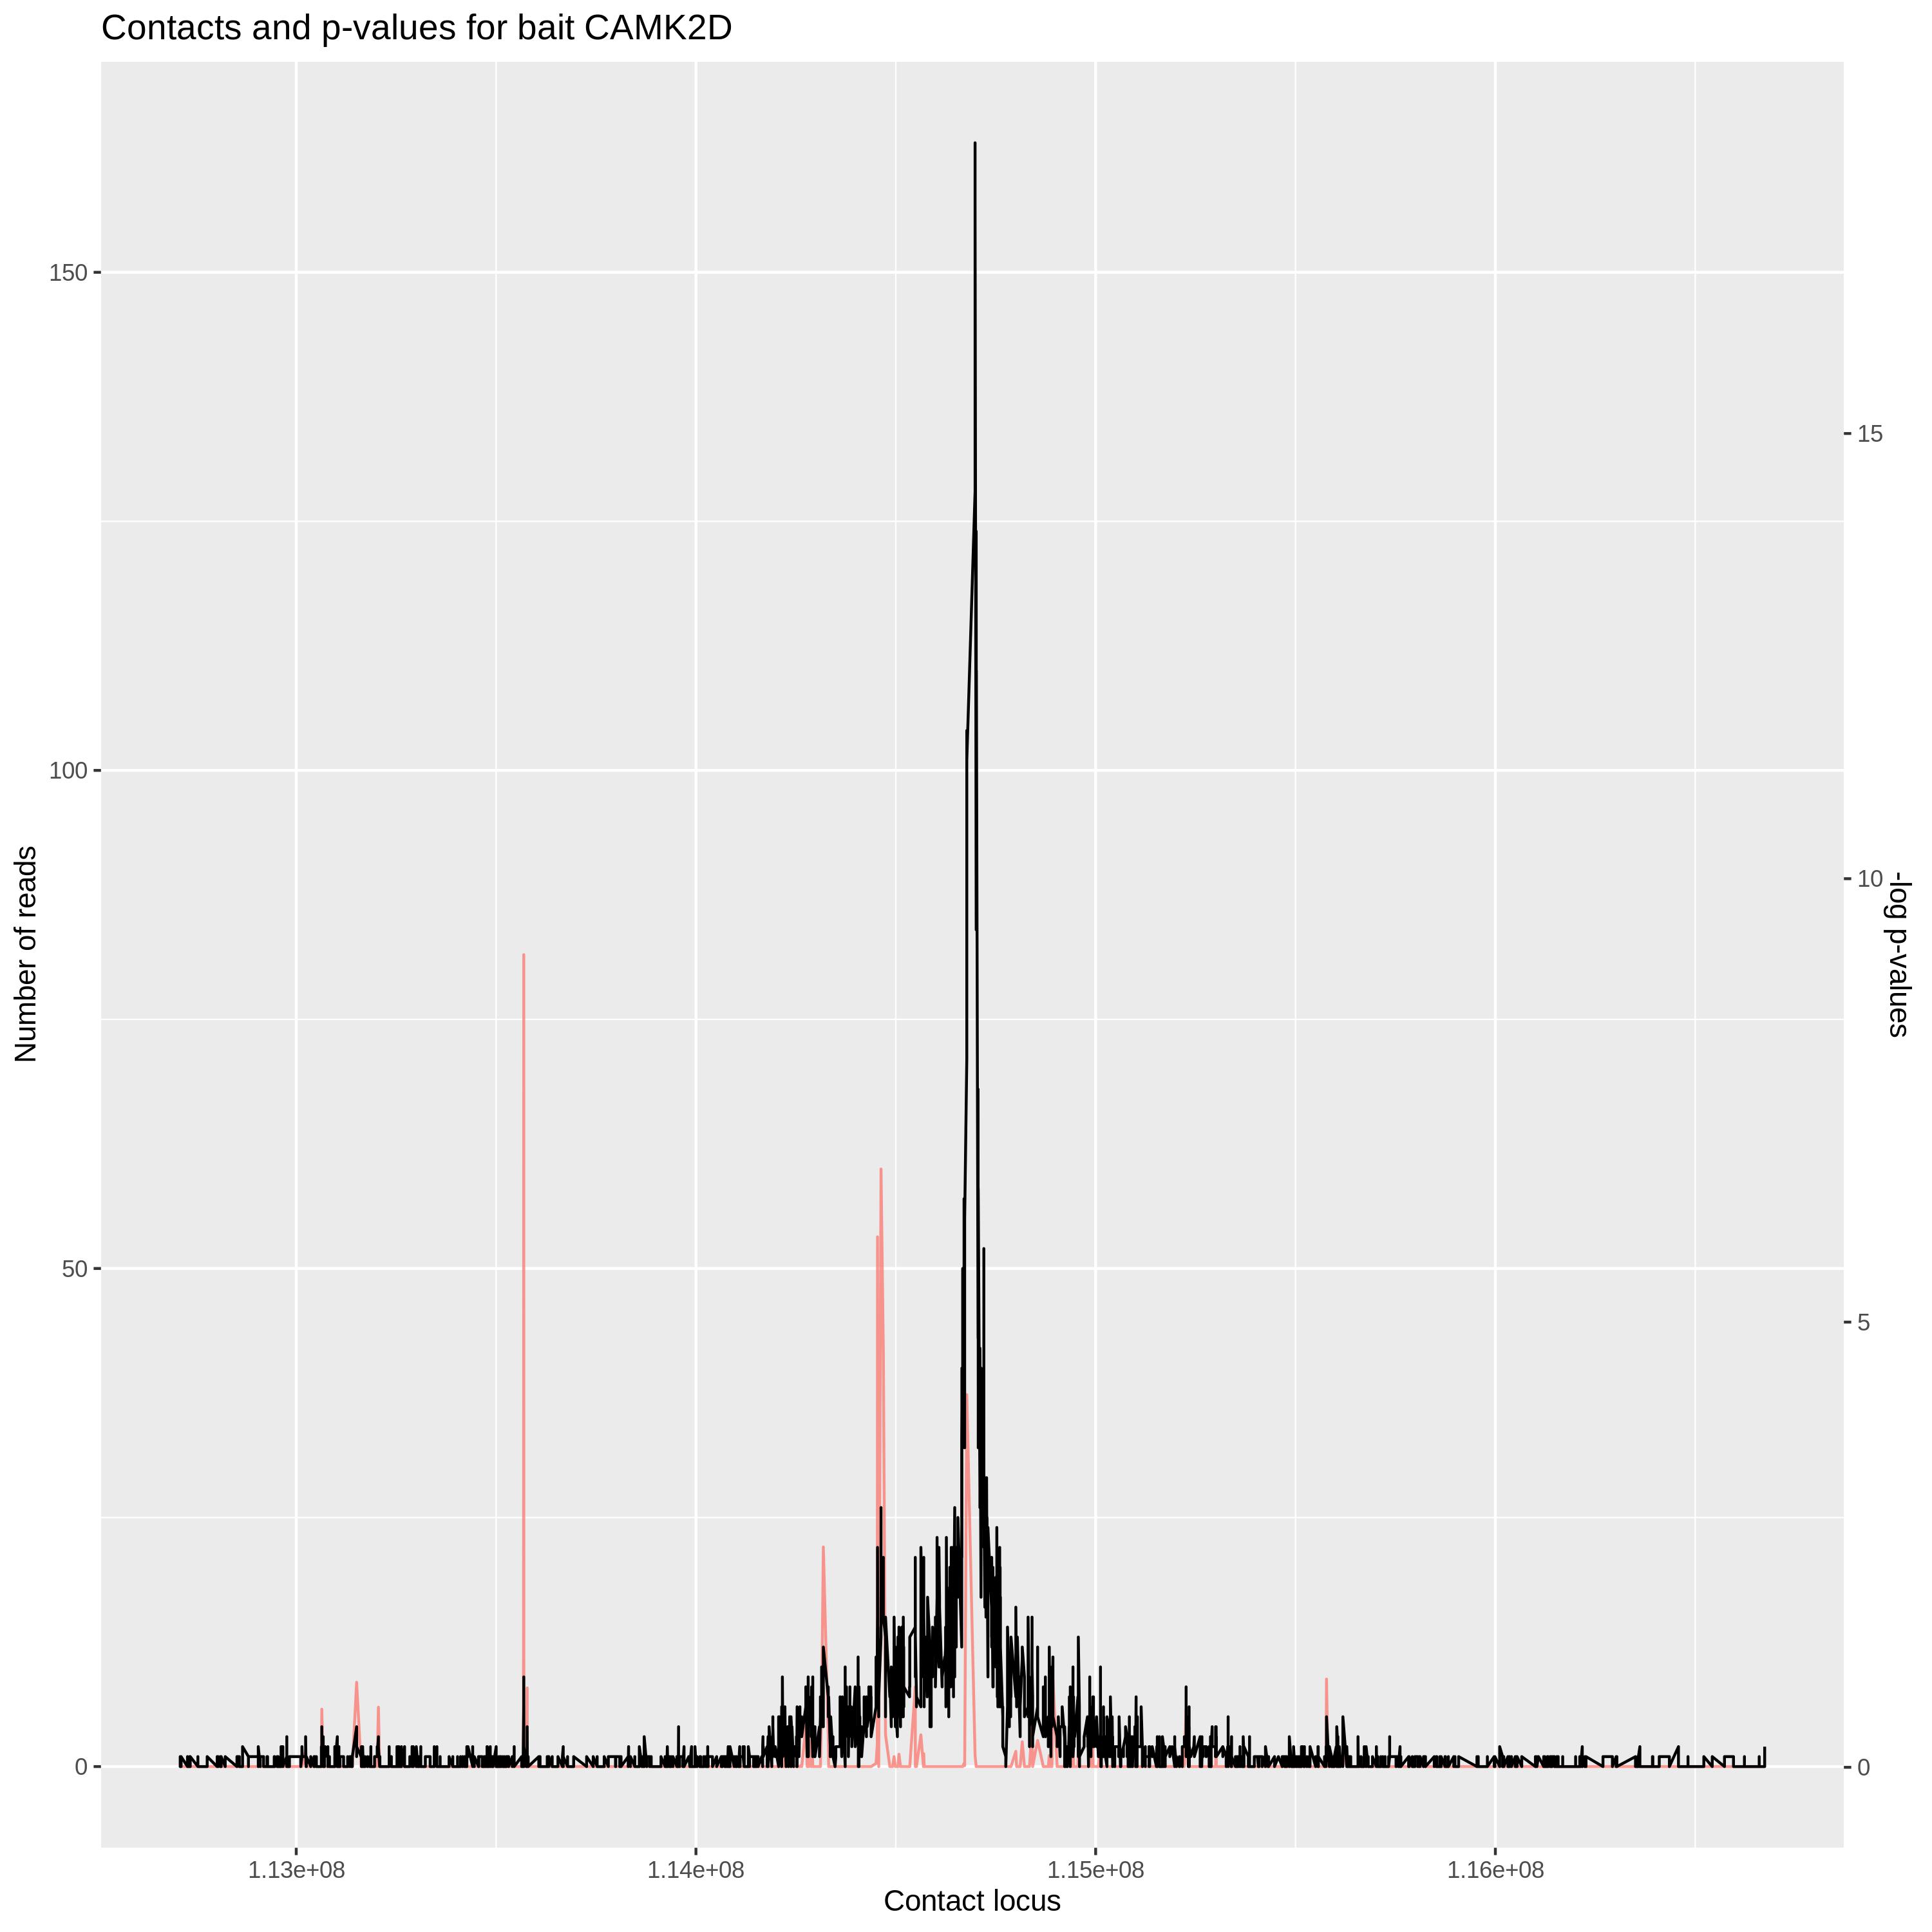 Contacts and p-values for bait CAMK2D
150
100
50
0
Number of reads
15
10
5
0
-log p-values
1.13e+08
1.14e+08
1.15e+08
1.16e+08
Contact locus